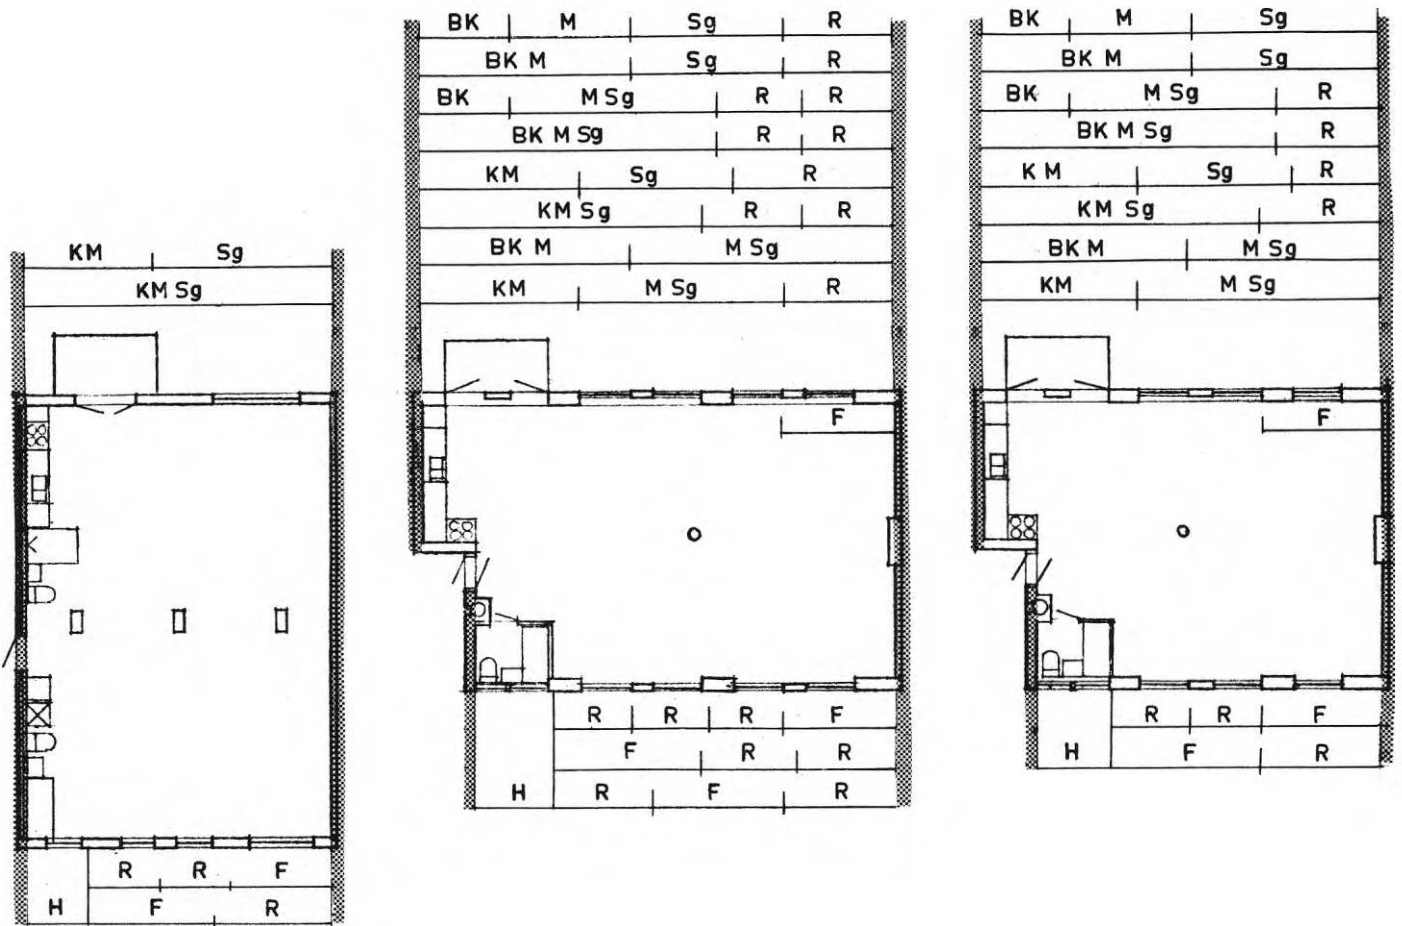 KM Sg
KM Sg
R R F
H F R
BK M Sg R
BK M Sg R
BK M Sg R R
BK M Sg R R
KM Sg R
KM Sg R R
BK M M Sg
KM M Sg R
F
R R R F
F R R
H R F R
BK M Sg
BK M Sg
BK M Sg R
BK M Sg R
KM Sg R
KM Sg R
BK M M Sg
KM M Sg
F
R R F
H F R